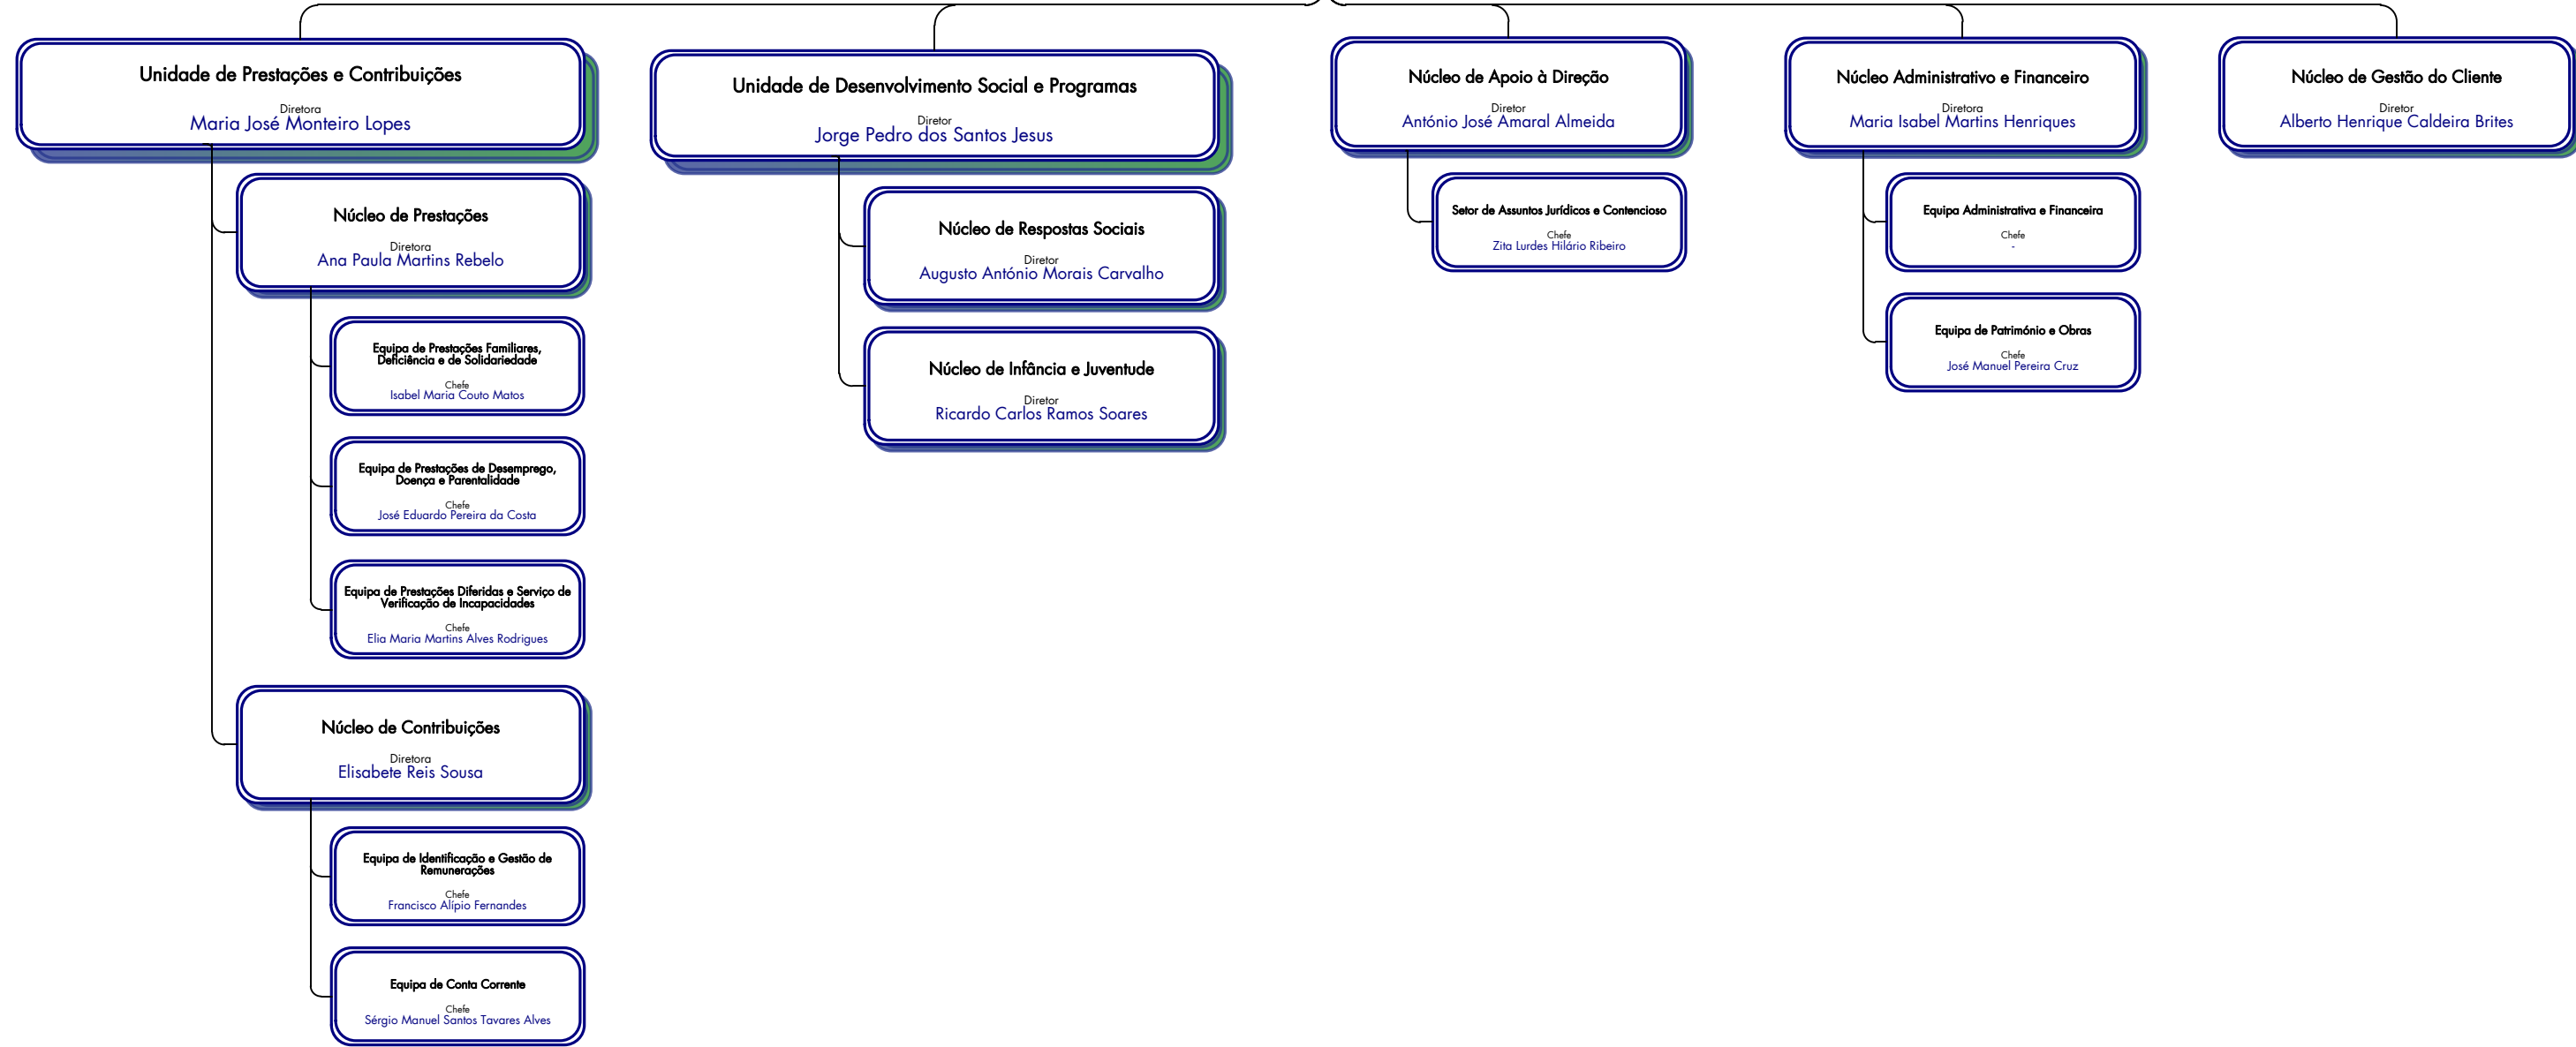 Unidade de Prestações e Contribuições
Diretora
Maria José Monteiro Lopes
Núcleo de Prestações
Diretora
Ana Paula Martins Rebelo
Equipa de Prestações Familiares,
Deficiência e de Solidariedade
Chefe
Isabel Maria Couto Matos
Equipa de Prestações de Desemprego,
Doença e Parentalidade
Chefe
José Eduardo Pereira da Costa
Equipa de Prestações Diferidas e Serviço de
Verificação de Incapacidades
Chefe
Elia Maria Martins Alves Rodrigues
Núcleo de Contribuições
Diretora
Elisabete Reis Sousa
Equipa de Identificação e Gestão de
Remunerações
Chefe
Francisco Alípio Fernandes
Equipa de Conta Corrente
Chefe
Sérgio Manuel Santos Tavares Alves
Unidade de Desenvolvimento Social e Programas
Diretor
Jorge Pedro dos Santos Jesus
Núcleo de Respostas Sociais
Diretor
Augusto António Morais Carvalho
Núcleo de Infância e Juventude
Diretor
Ricardo Carlos Ramos Soares
Núcleo de Apoio à Direção
Diretor
António José Amaral Almeida
Setor de Assuntos Jurídicos e Contencioso
Chefe
Zita Lurdes Hilário Ribeiro
Núcleo Administrativo e Financeiro
Diretora
Maria Isabel Martins Henriques
Equipa Administrativa e Financeira
Chefe
-
Equipa de Património e Obras
Chefe
José Manuel Pereira Cruz
Núcleo de Gestão do Cliente
Diretor
Alberto Henrique Caldeira Brites